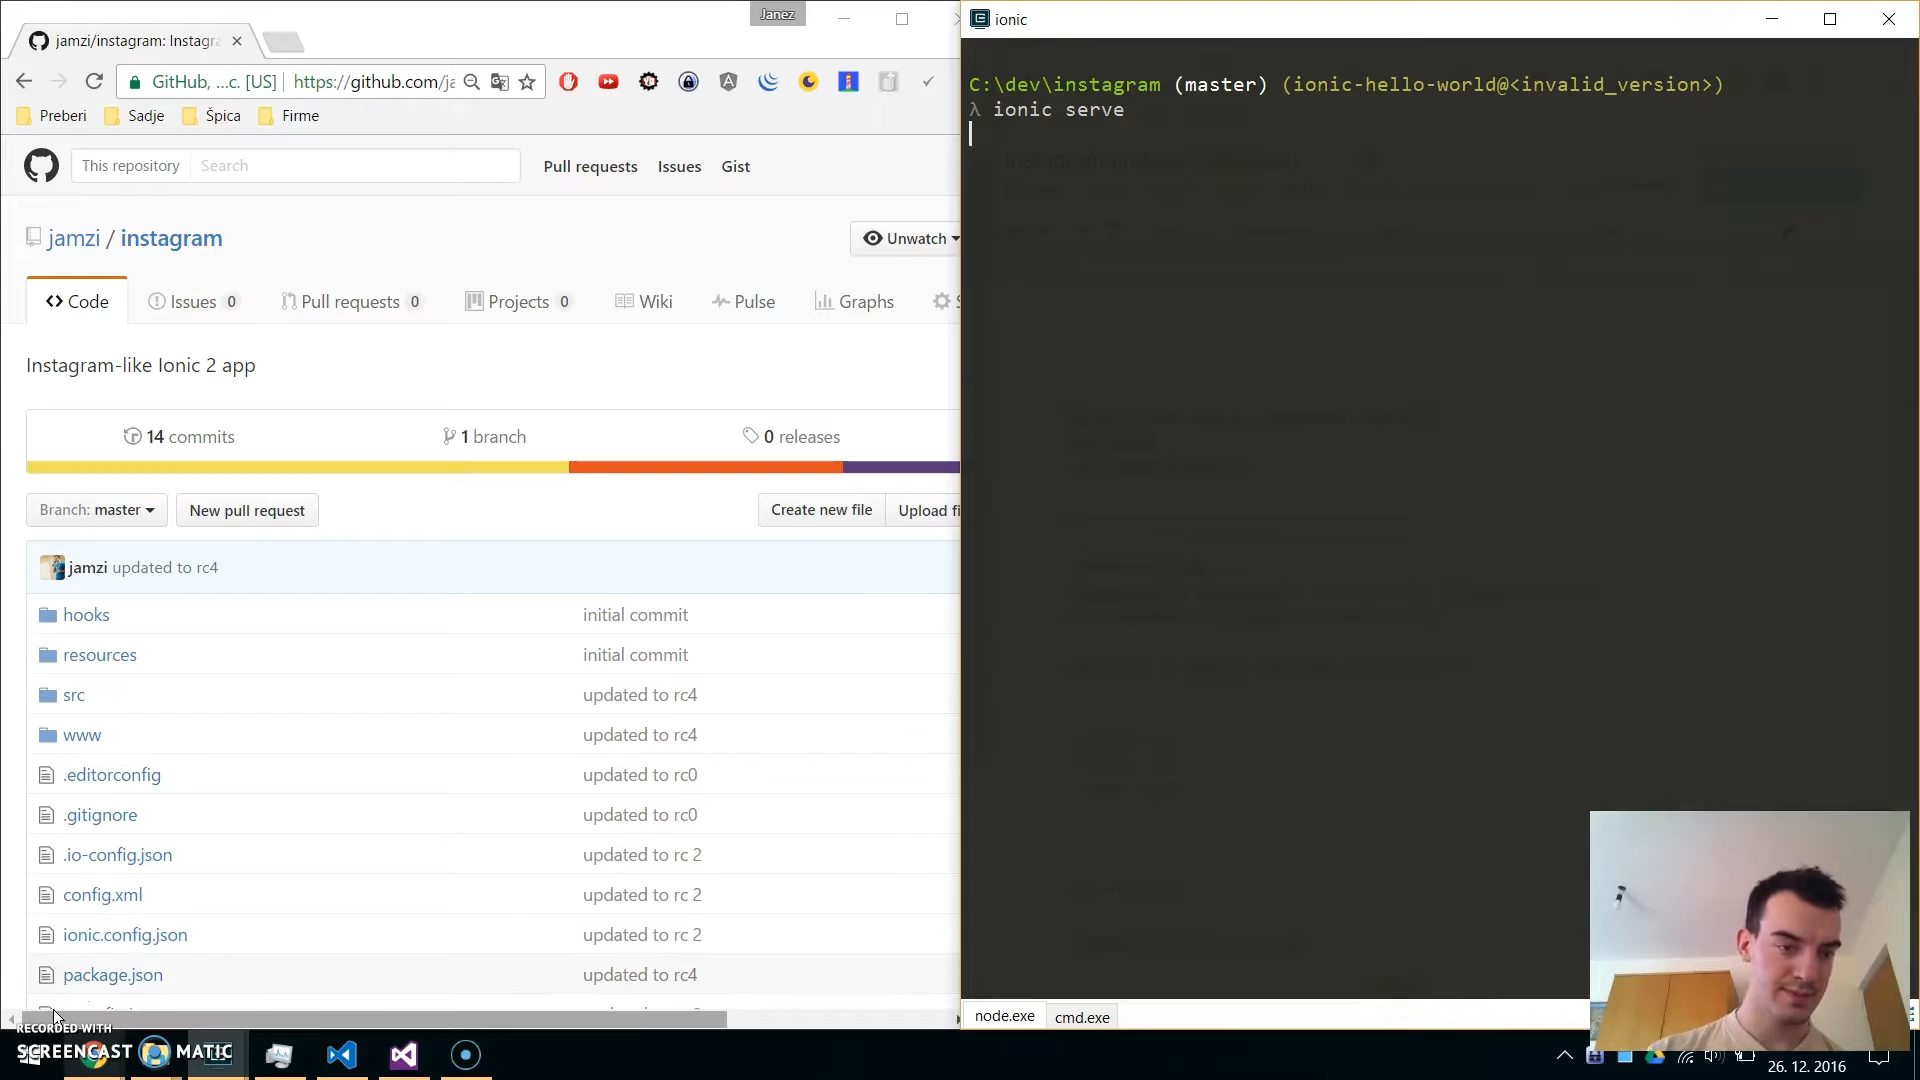 Janez
jamzi/instagram: Instagra
GitHub, ...c. [US]
https://github.com/ja
Preberi
Sadje
Špica
Firme
This repository
Search
Pull requests
Issues
Gist
jamzi / instagram
Unwatch
Code
Issues 0
Pull requests 0
Projects 0
Wiki
Pulse
Graphs
Instagram-like Ionic 2 app
14 commits
1 branch
0 releases
Branch: master
New pull request
Create new file
Upload fi
jamzi updated to rc4
hooks initial commit
resources initial commit
src updated to rc4
www updated to rc4
.editorconfig updated to rc0
.gitignore updated to rc0
.io-config.json updated to rc 2
config.xml updated to rc 2
ionic.config.json updated to rc 2
package.json updated to rc4
RECORDED WITH
SCREENCAST MATIC
ionic
C:\dev\instagram (master) (ionic-hello-world@<invalid_version>)
λ ionic serve
node.exe
cmd.exe
26. 12. 2016